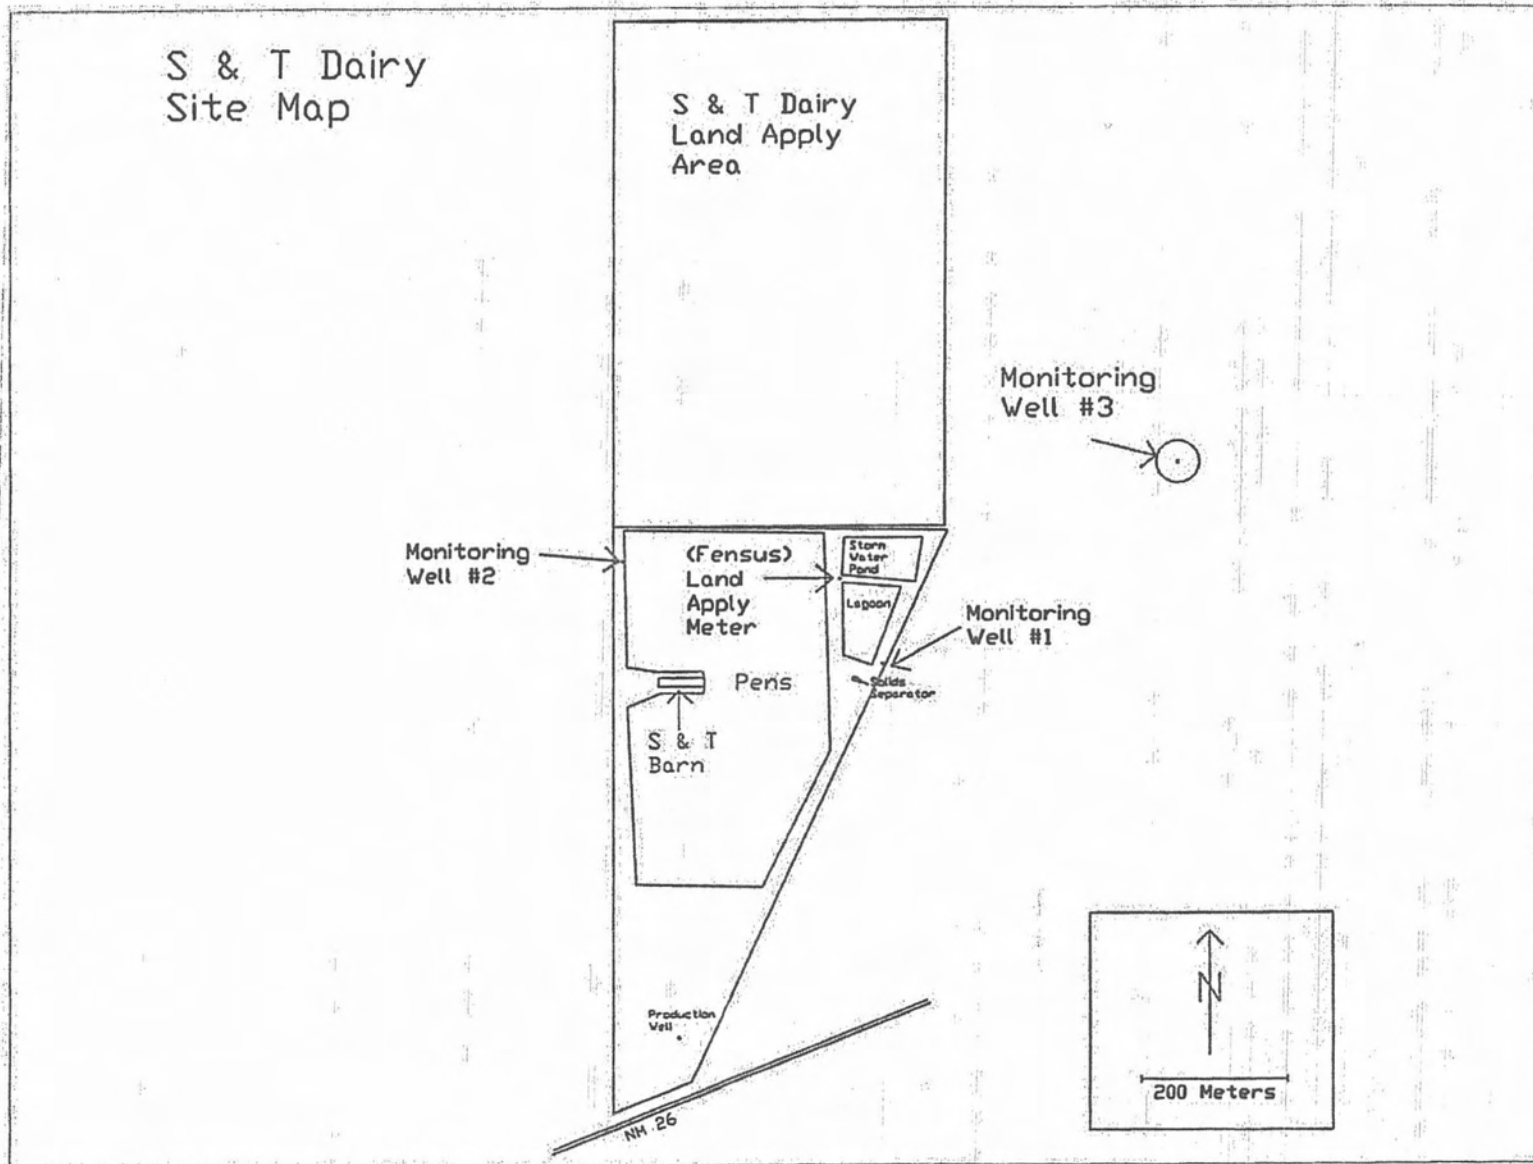 S & T Dairy
Site Map
S & T Dairy
Land Apply
Area
Monitoring
Well #3
Monitoring
Well #2
(Fensus)
Land
Apply
Meter
Storm
Water
Pond
Lagoon
Monitoring
Well #1
Solids
Separator
Pens
S & T
Barn
Production
Well
NM 26
N
200 Meters